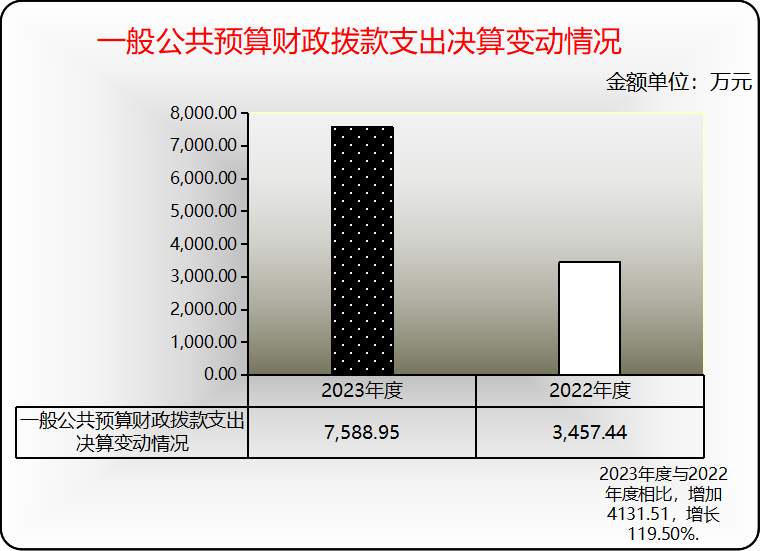 一般公共预算财政拨款支出决算变动情况
金额单位：万元
8,000.00
7,000.00
6,000.00
5,000.00
4,000.00
3,000.00
2,000.00
1,000.00
0.00
2023年度 2022年度
一般公共预算财政拨款支出
决算变动情况
7,588.95 3,457.44
2023年度与2022
年度相比，增加
4131.51，增长
119.50%.